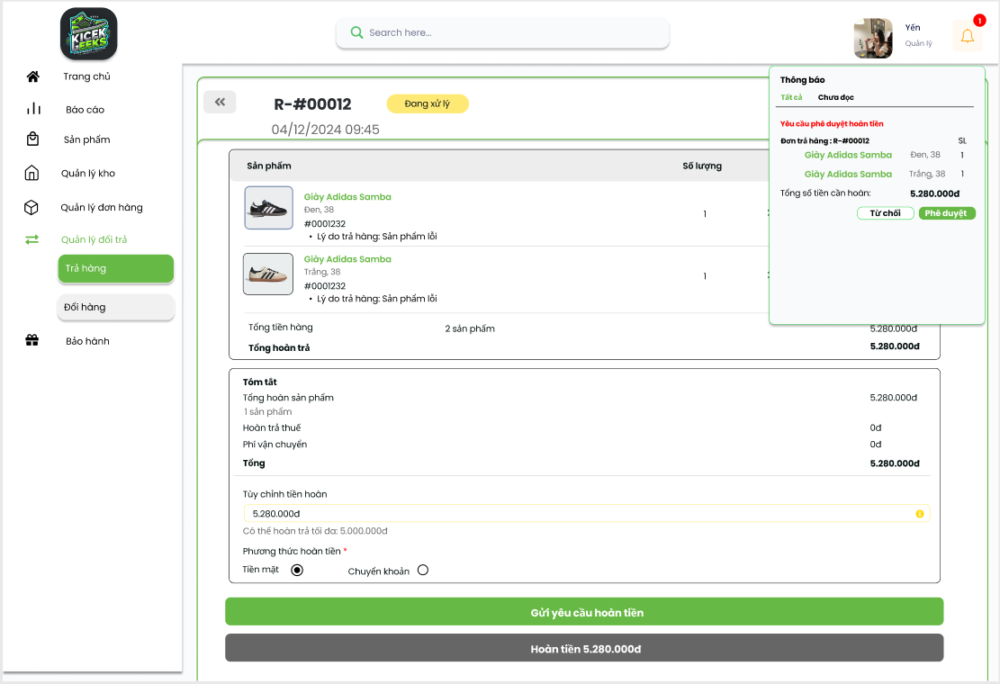 KICEK
GEEKS
Search here...
Yến
Quản lý
1
Trang chủ
Báo cáo
Sản phẩm
Quản lý kho
Quản lý đơn hàng
Quản lý đổi trả
Trả hàng
Đổi hàng
Bảo hành
R-#00012
Đang xử lý
04/12/2024 09:45
Sản phẩm Số lượng
Giày Adidas Samba
Đen, 38
#0001232
1
• Lý do trả hàng: Sản phẩm lỗi
Giày Adidas Samba
Trắng, 38
#0001232
1
• Lý do trả hàng: Sản phẩm lỗi
Tổng tiền hàng 2 sản phẩm 5.280.000đ
Tổng hoàn trả 5.280.000đ
Thông báo
Tất cả Chưa đọc
Yêu cầu phê duyệt hoàn tiền
Đơn trả hàng : R-#00012 SL
Giày Adidas Samba Đen, 38 1
Giày Adidas Samba Trắng, 38 1
Tổng số tiền cần hoàn: 5.280.000đ
Từ chối Phê duyệt
Tóm tắt
Tổng hoàn sản phẩm 5.280.000đ
1 sản phẩm
Hoàn trả thuế 0đ
Phí vận chuyển 0đ
Tổng 5.280.000đ
Tùy chỉnh tiền hoàn
5.280.000đ
Có thể hoàn trả tối đa: 5.000.000đ
Phương thức hoàn tiền *
Tiền mặt Chuyển khoản
Gửi yêu cầu hoàn tiền
Hoàn tiền 5.280.000đ